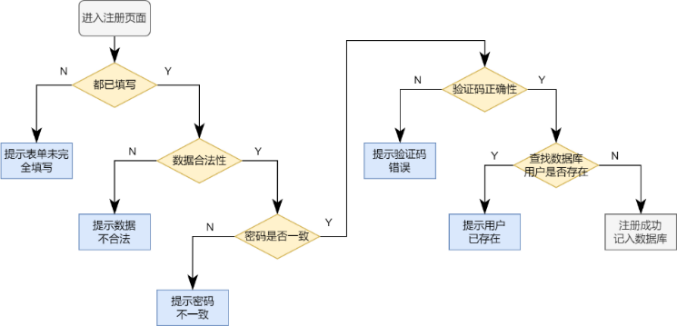 进入注册页面
N
都已填写
Y
提示表单未完
全填写
N
数据合法性
Y
提示数据
不合法
N
密码是否一致
Y
提示密码
不一致
N
验证码正确性
Y
提示验证码
错误
Y
查找数据库
用户是否存在
N
提示用户
已存在
注册成功
记入数据库